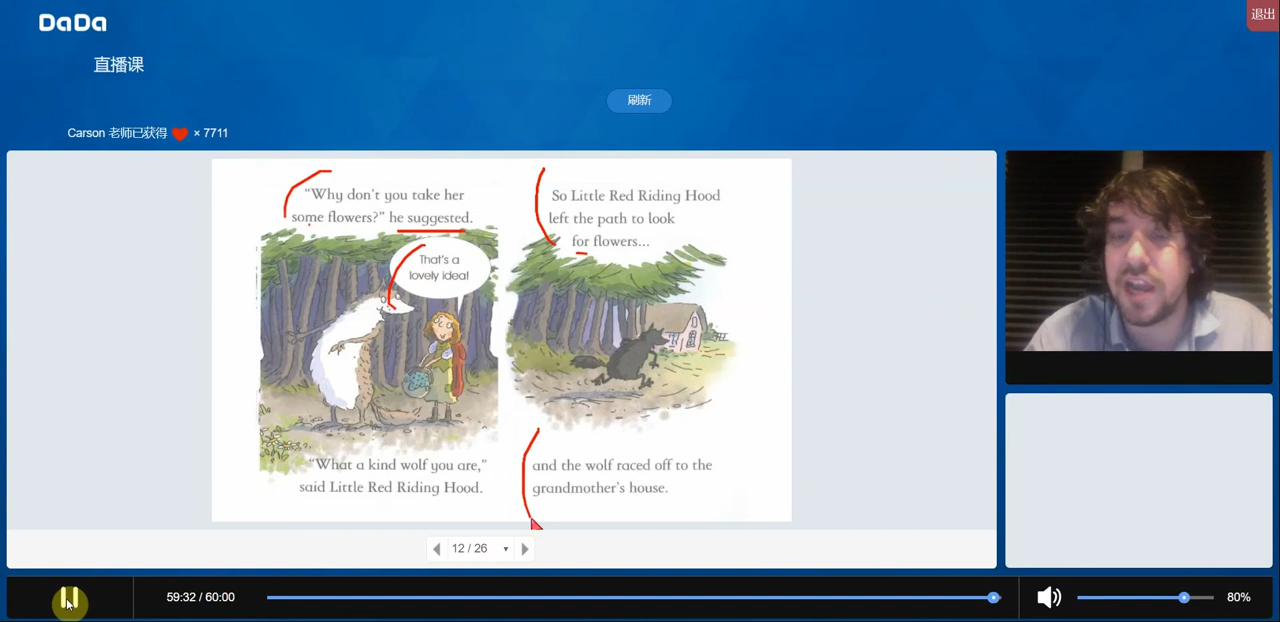 DaDa
退出
直播课
刷新
Carson 老师已获得 × 7711
"Why don't you take her
some flowers?" he suggested.
That's a
lovely idea!
"What a kind wolf you are,"
said Little Red Riding Hood.
So Little Red Riding Hood
left the path to look
for flowers...
and the wolf raced off to the
grandmother's house.
12 / 26
59:32 / 60:00
80%